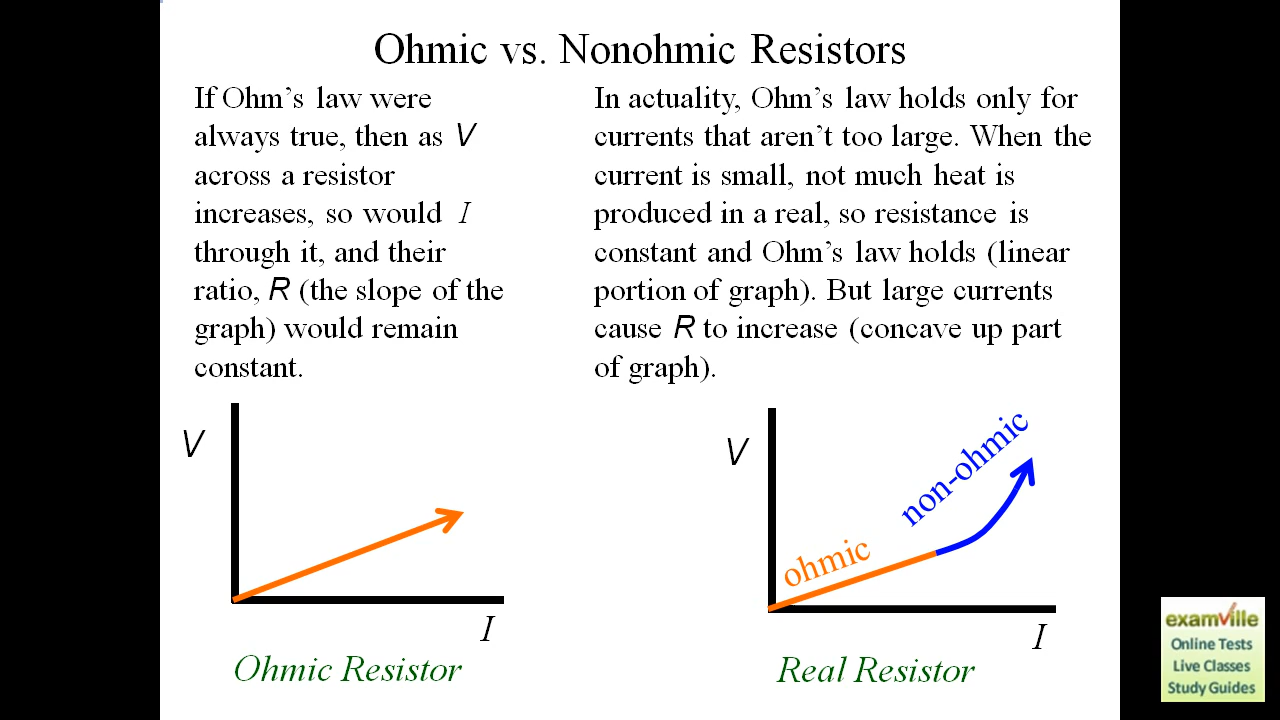 Ohmic vs. Nonohmic Resistors
If Ohm's law were
always true, then as V
across a resistor
increases, so would I
through it, and their
ratio, R (the slope of the
graph) would remain
constant.
In actuality, Ohm's law holds only for
currents that aren't too large. When the
current is small, not much heat is
produced in a real, so resistance is
constant and Ohm's law holds (linear
portion of graph). But large currents
cause R to increase (concave up part
of graph).
V
I
Ohmic Resistor
V
ohmic
non-ohmic
I
Real Resistor
examville
Online Tests
Live Classes
Study Guides